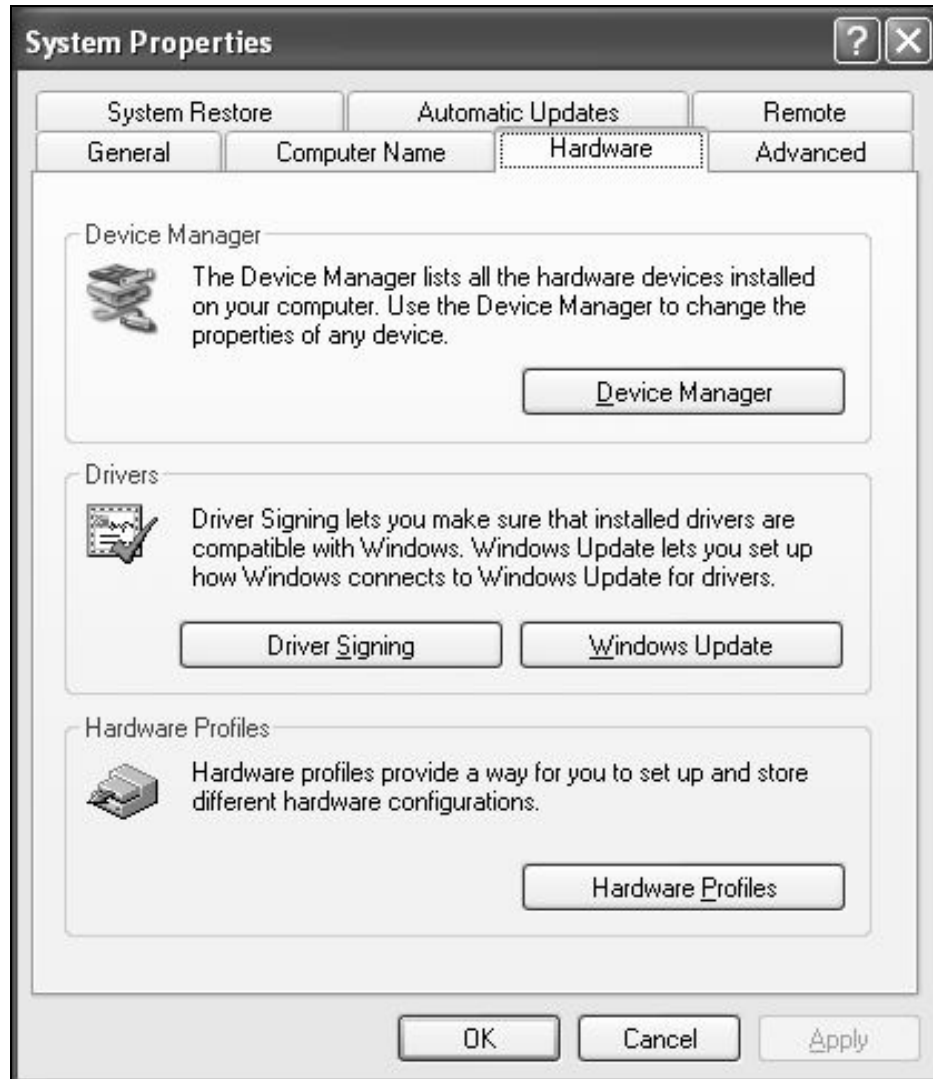 System Properties
System Restore
Automatic Updates
Remote
General
Computer Name
Hardware
Advanced
Device Manager
The Device Manager lists all the hardware devices installed
on your computer. Use the Device Manager to change the
properties of any device.
Device Manager
Drivers
Driver Signing lets you make sure that installed drivers are
compatible with Windows. Windows Update lets you set up
how Windows connects to Windows Update for drivers.
Driver Signing
Windows Update
Hardware Profiles
Hardware profiles provide a way for you to set up and store
different hardware configurations.
Hardware Profiles
OK
Cancel
Apply